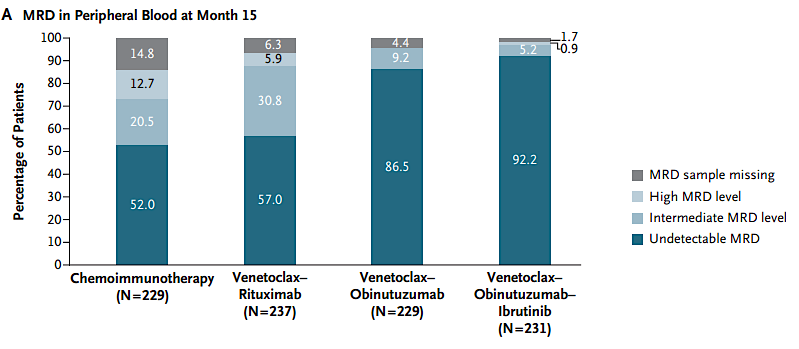 A MRD in Peripheral Blood at Month 15
Percentage of Patients
100
90
80
70
60
50
40
30
20
10
0
14.8
12.7
20.5
52.0
6.3
5.9
30.8
57.0
4.4
9.2
86.5
1.7
0.9
5.2
92.2
Chemoimmunotherapy
(N=229)
Venetoclax–
Rituximab
(N=237)
Venetoclax–
Obinutuzumab
(N=229)
Venetoclax–
Obinutuzumab–
Ibrutinib
(N=231)
MRD sample missing
High MRD level
Intermediate MRD level
Undetectable MRD